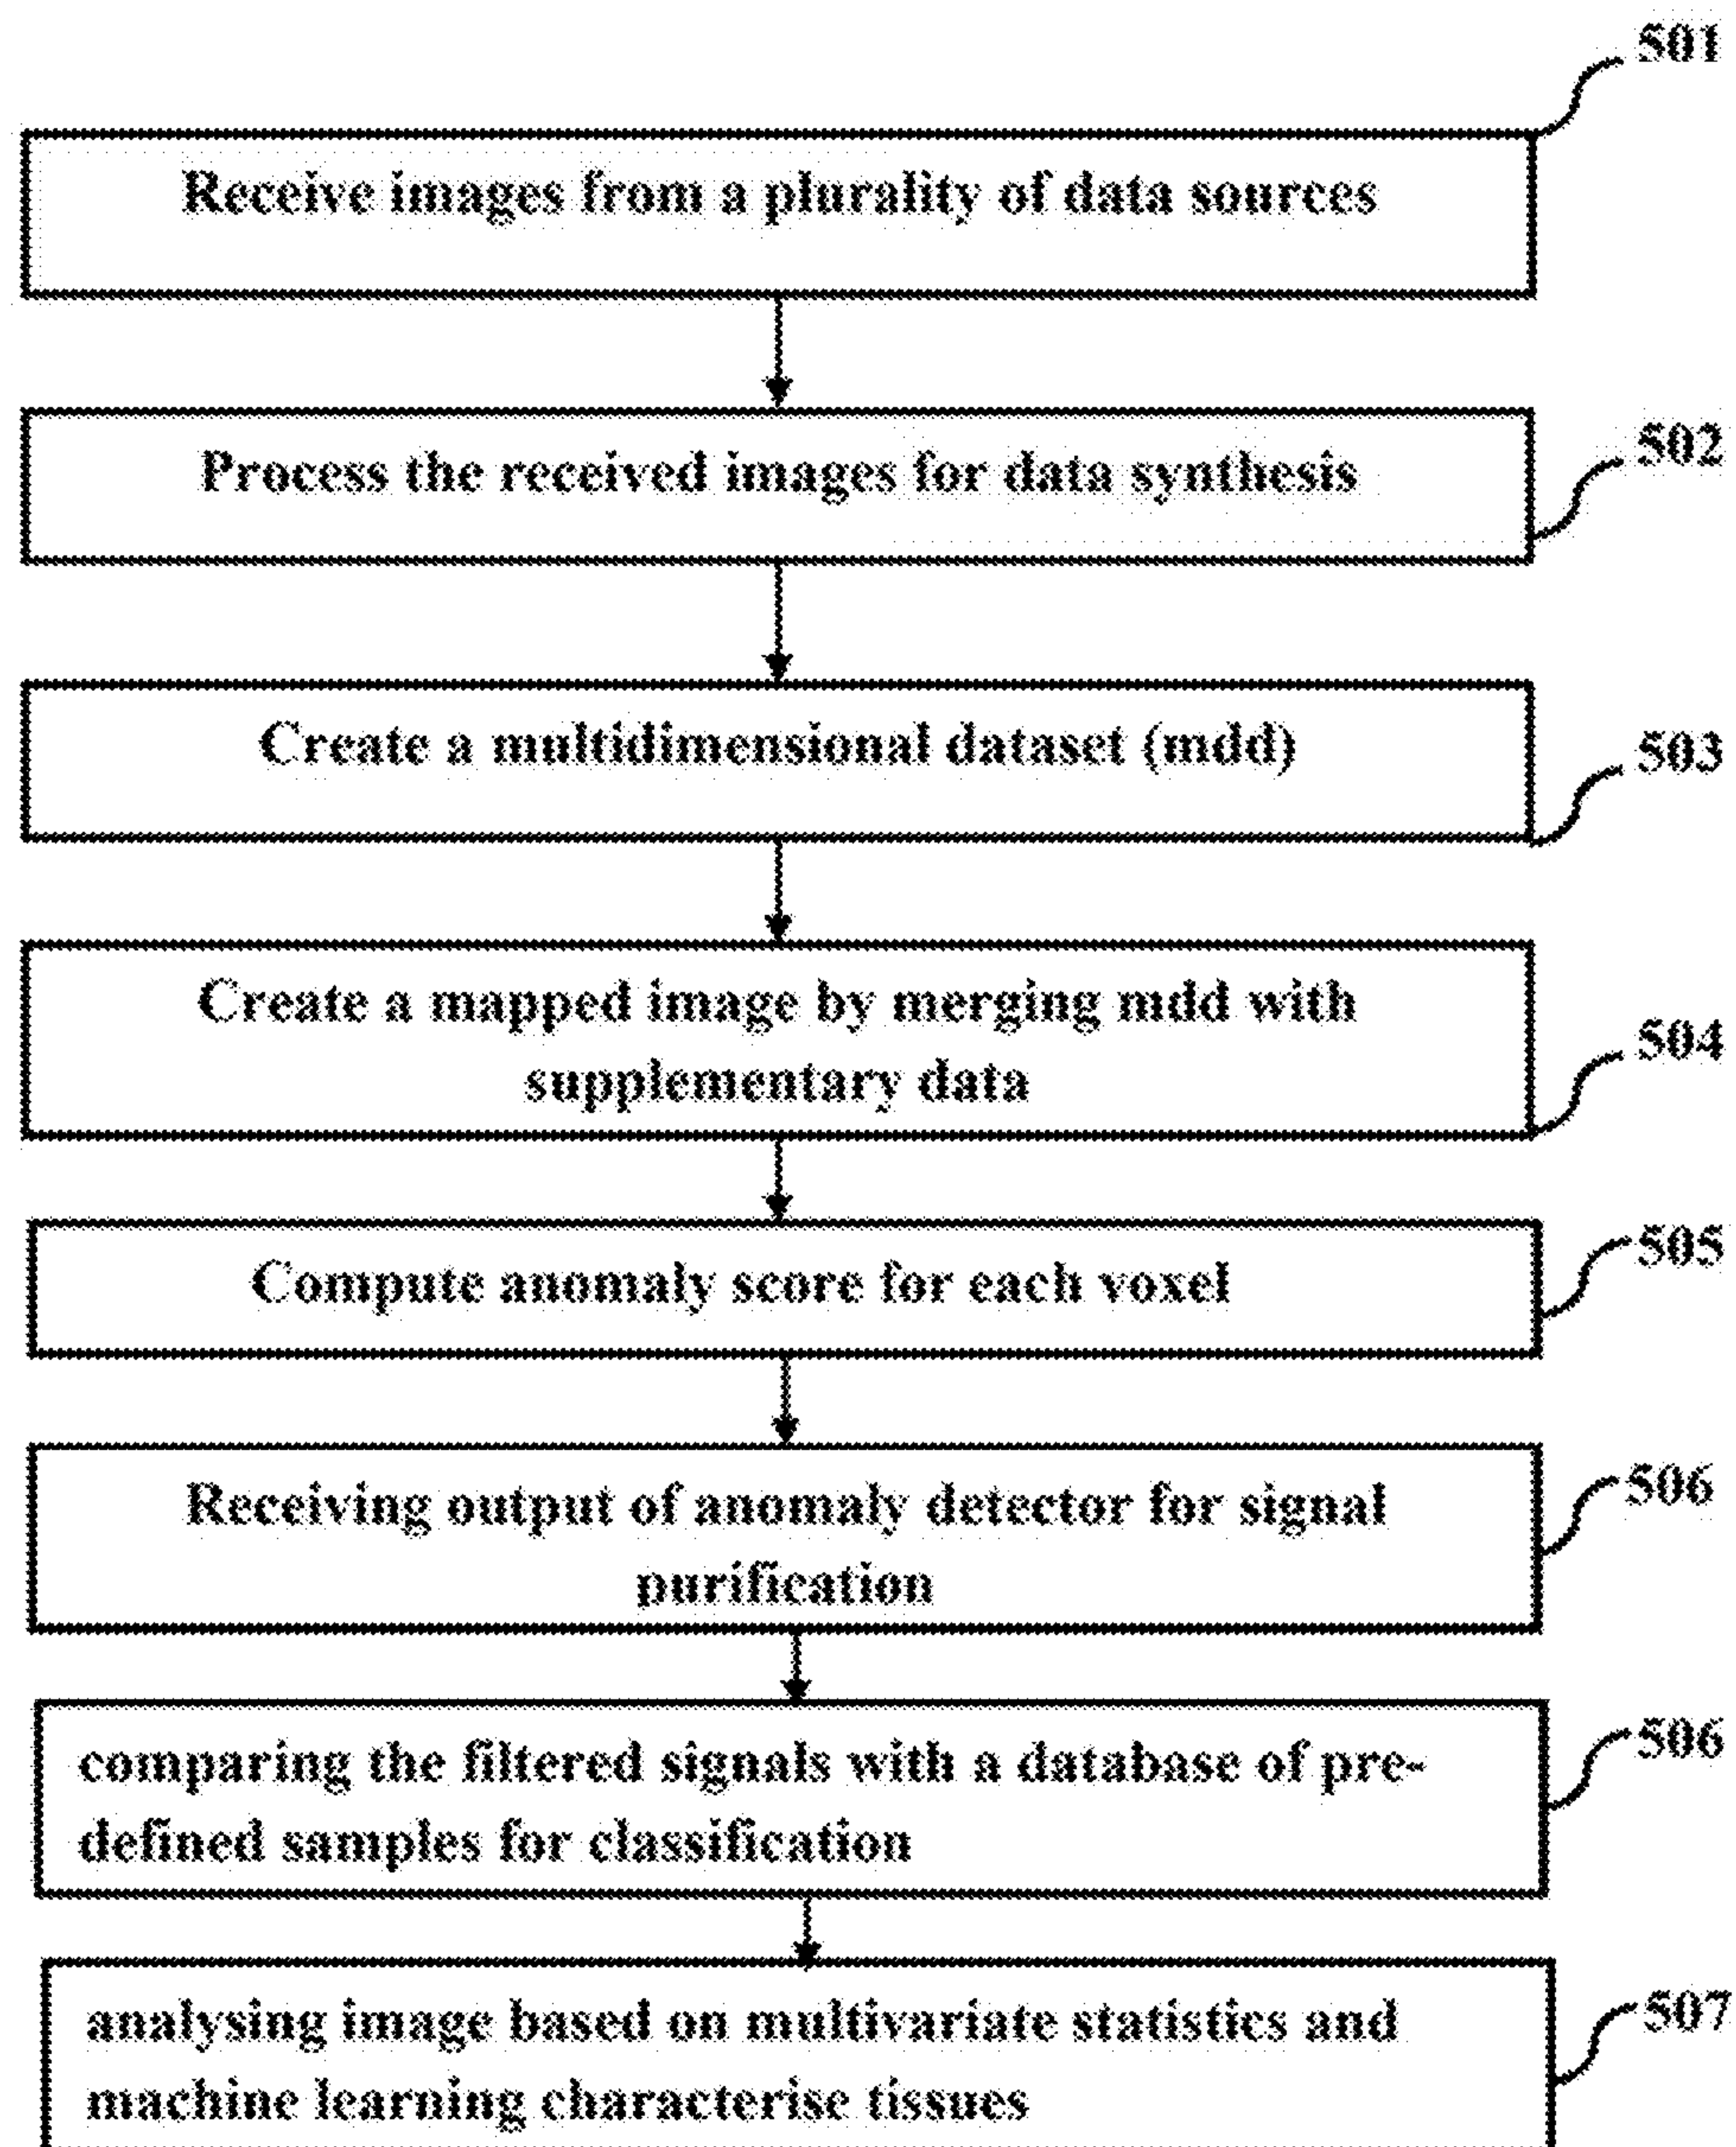 501
Receive images from a plurality of data sources
502
Process the received images for data synthesis
503
Create a multidimensional dataset (mdd)
504
Create a mapped image by merging mdd with
supplementary data
505
Compute anomaly score for each voxel
506
Receiving output of anomaly detector for signal
purification
506
comparing the filtered signals with a database of pre-
defined samples for classification
507
analysing image based on multivariate statistics and
machine learning characterise tissues